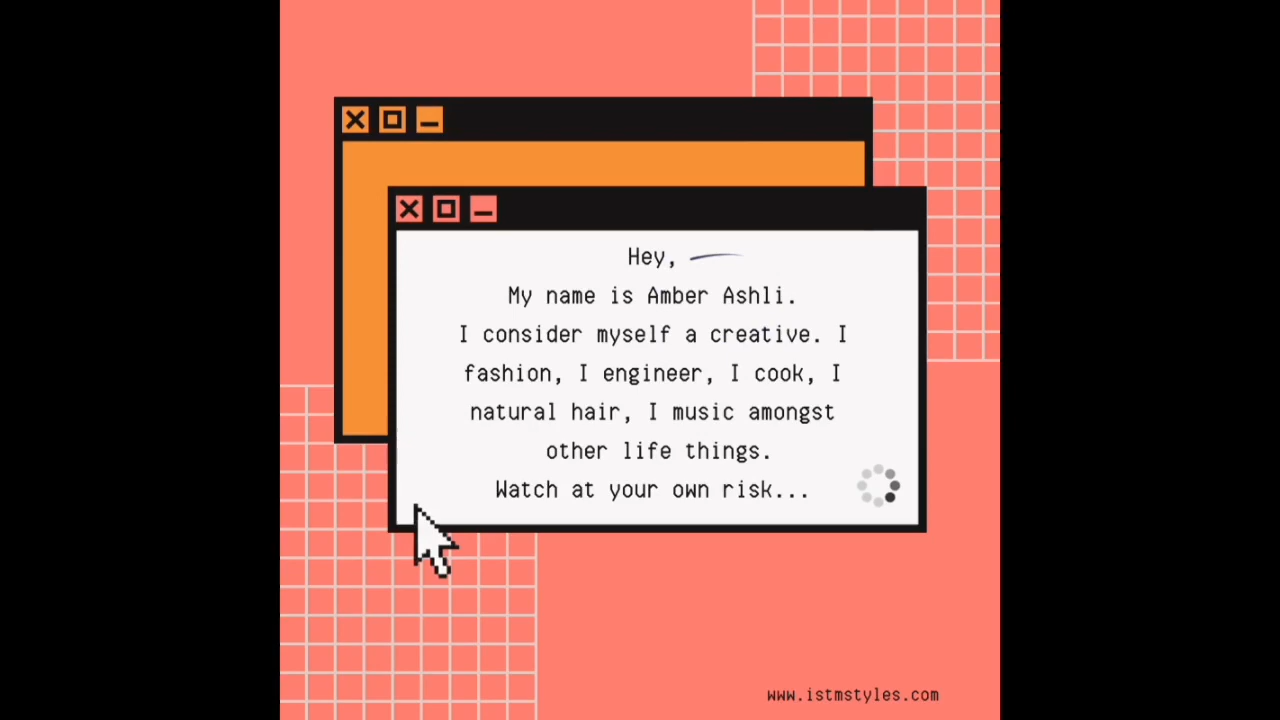 Hey,
My name is Amber Ashli.
I consider myself a creative. I
fashion, I engineer, I cook, I
natural hair, I music amongst
other life things.
Watch at your own risk...
www.istmstyles.com